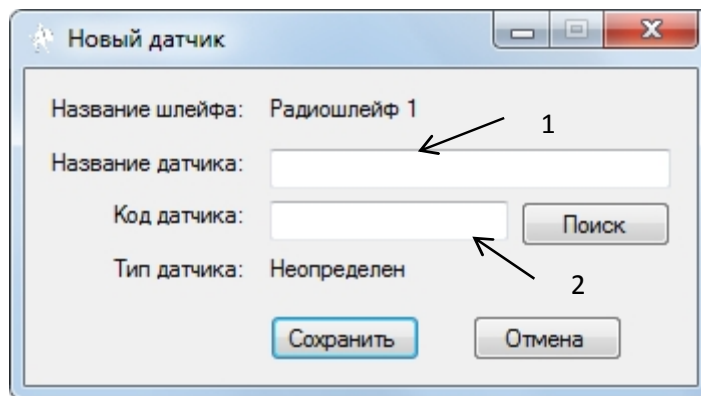 Новый датчик
Название шлейфа: Радиошлейф 1
1
Название датчика:
Код датчика: Поиск
Тип датчика: Неопределен
2
Сохранить Отмена